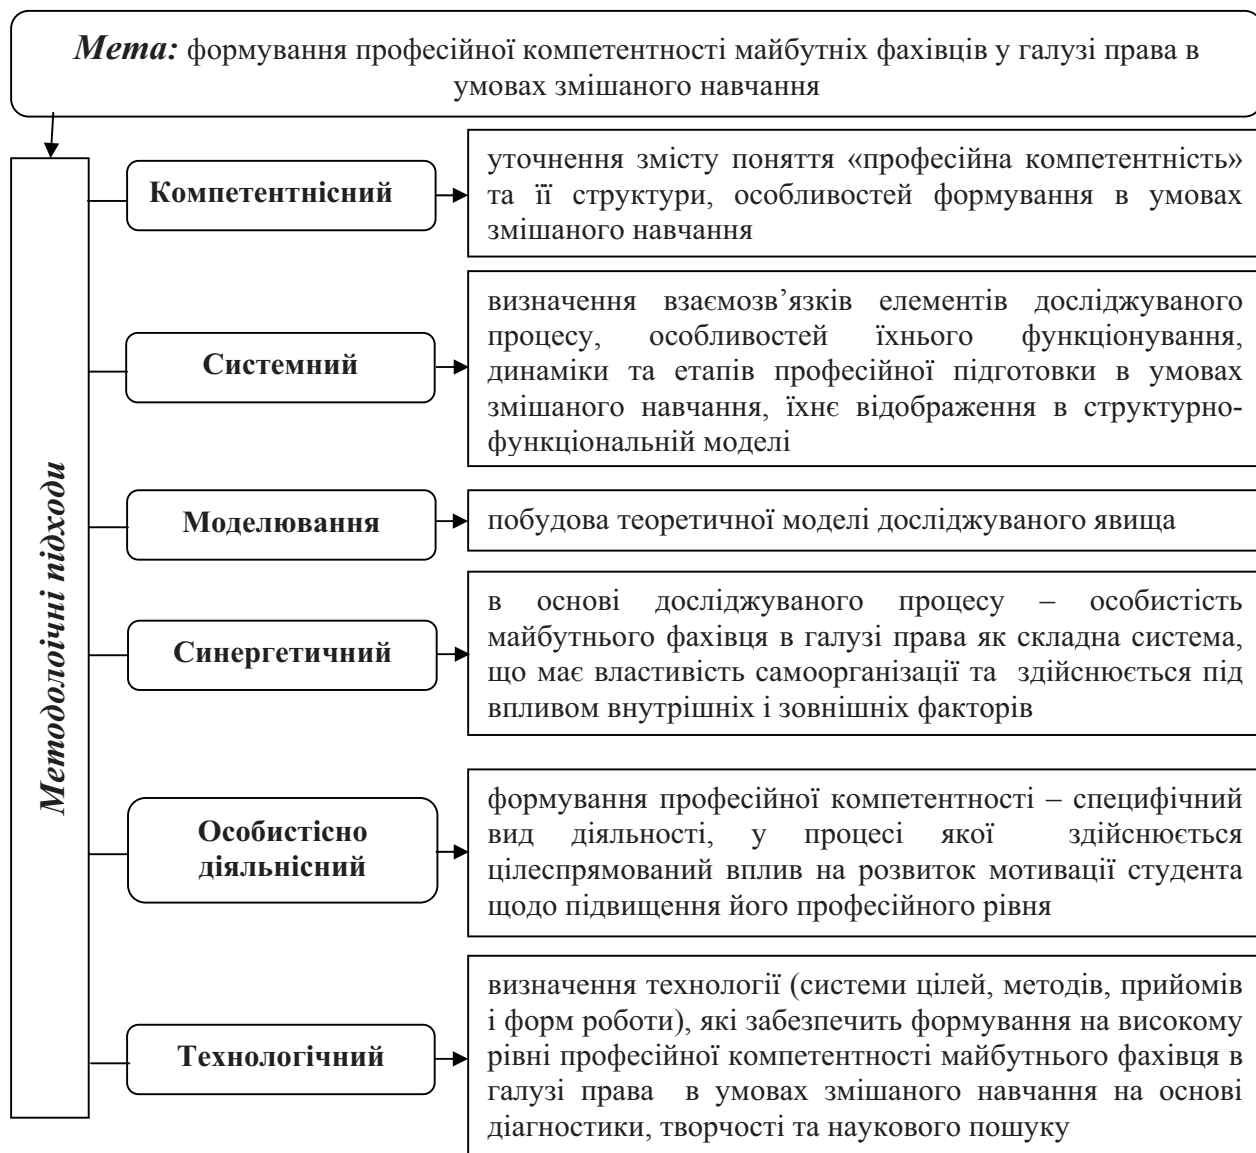 Мета: формування професійної компетентності майбутніх фахівців у галузі права в
умовах змішаного навчання
Методолоічні підходи
Компетентнісний
уточнення змісту поняття «професійна компетентність»
та її структури, особливостей формування в умовах
змішаного навчання
Системний
визначення взаємозв’язків елементів досліджуваного
процесу, особливостей їхнього функціонування,
динаміки та етапів професійної підготовки в умовах
змішаного навчання, їхнє відображення в структурно-
функціональній моделі
Моделювання
побудова теоретичної моделі досліджуваного явища
Синергетичний
в основі досліджуваного процесу – особистість
майбутнього фахівця в галузі права як складна система,
що має властивість самоорганізації та здійснюється під
впливом внутрішніх і зовнішніх факторів
Особистісно
діяльнісний
формування професійної компетентності – специфічний
вид діяльності, у процесі якої здійснюється
цілеспрямований вплив на розвиток мотивації студента
щодо підвищення його професійного рівня
Технологічний
визначення технології (системи цілей, методів, прийомів
і форм роботи), які забезпечить формування на високому
рівні професійної компетентності майбутнього фахівця в
галузі права в умовах змішаного навчання на основі
діагностики, творчості та наукового пошуку